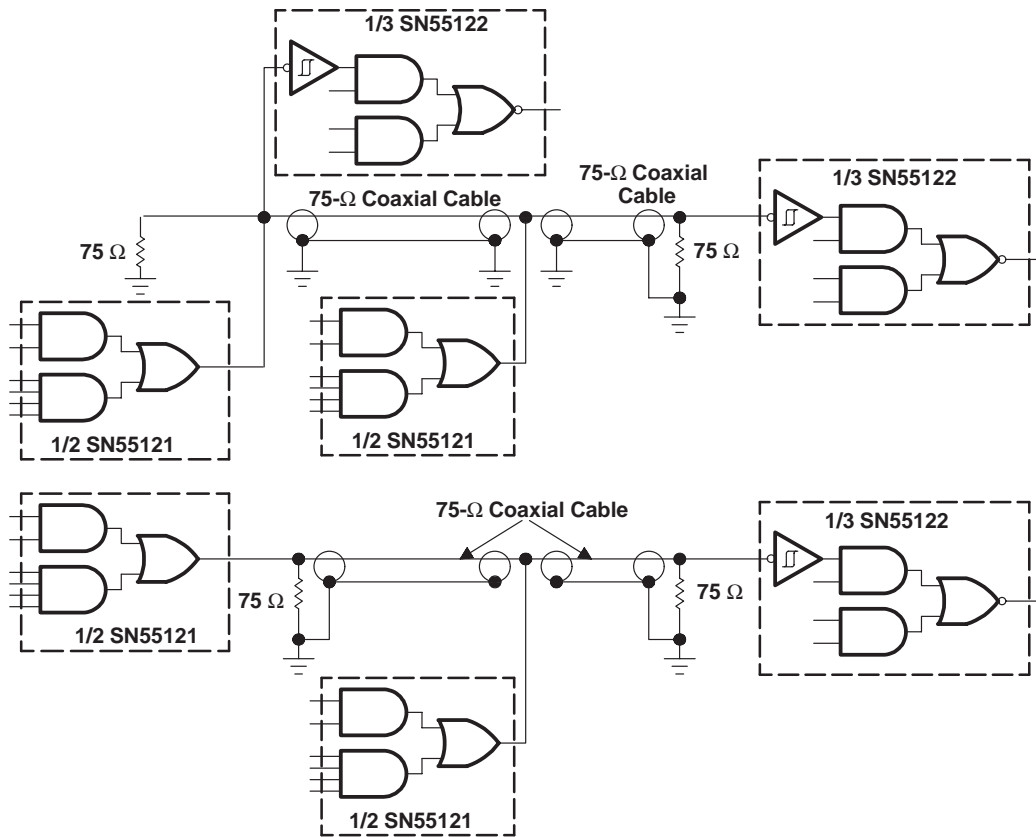 1/3 SN55122
75-Ω Coaxial Cable
75-Ω Coaxial
Cable
1/3 SN55122
75 Ω
75 Ω
1/2 SN55121
1/2 SN55121
75-Ω Coaxial Cable
1/3 SN55122
75 Ω
75 Ω
1/2 SN55121
1/2 SN55121